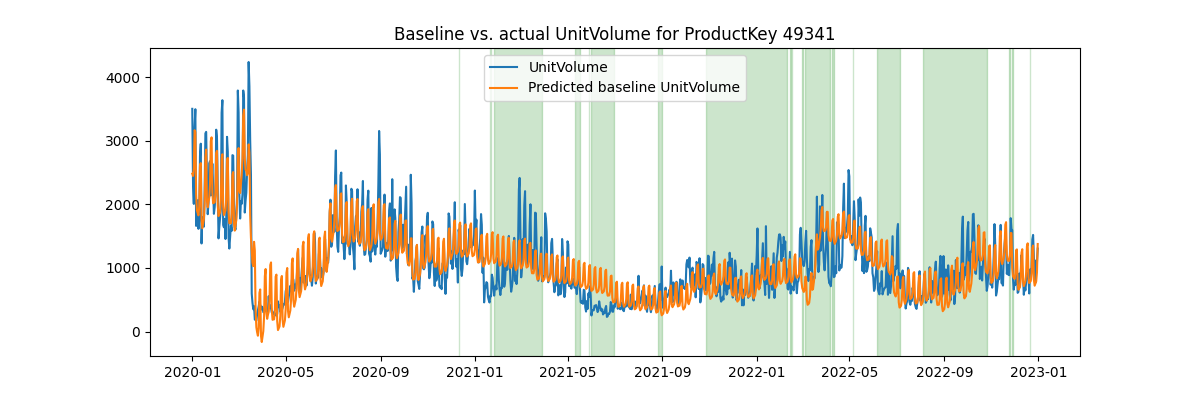 Baseline vs. actual UnitVolume for ProductKey 49341
UnitVolume
Predicted baseline UnitVolume
4000
3000
2000
1000
0
2020-01 2020-05 2020-09 2021-01 2021-05 2021-09 2022-01 2022-05 2022-09 2023-01